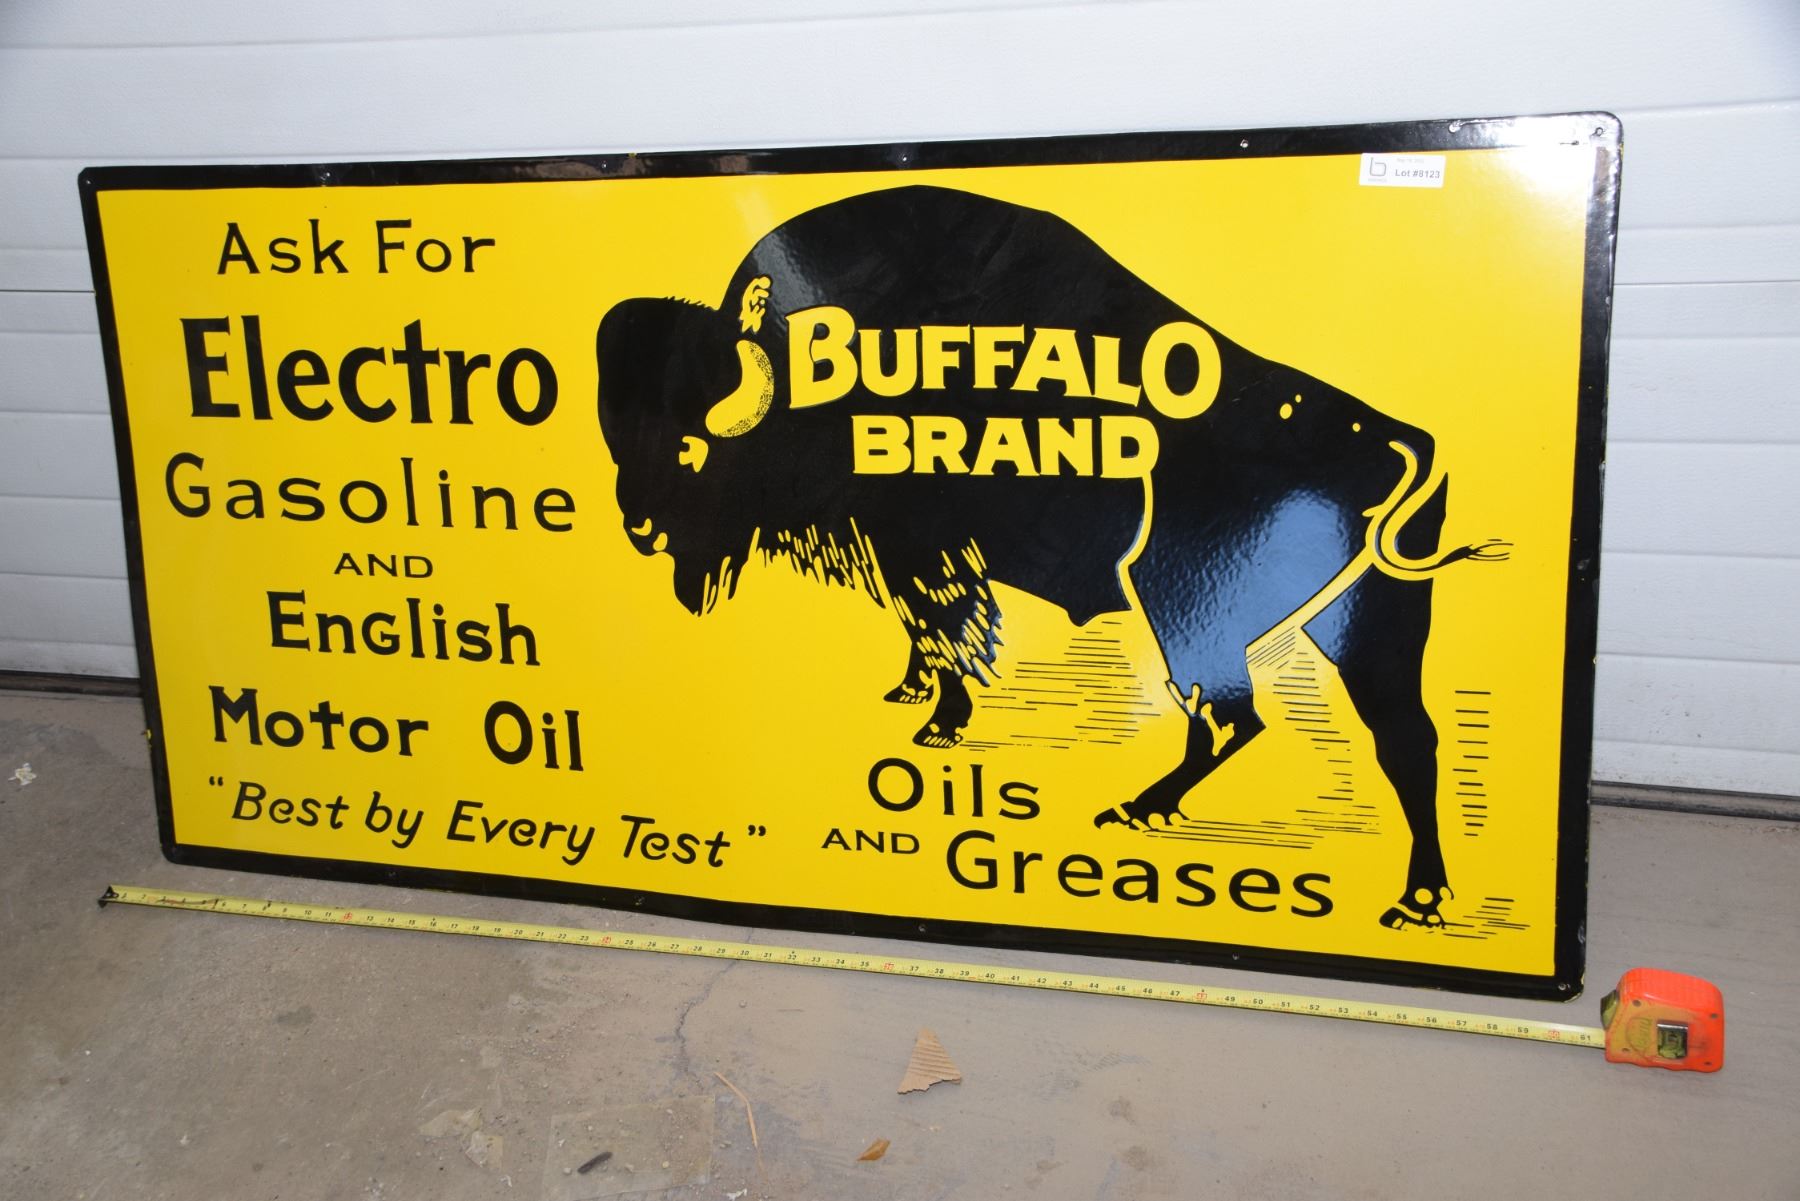 Ask For
Electro
Gasoline
AND
English
Motor Oil
"Best by Every Test"
BUFFALO
BRAND
Oils
AND Greases
Lot #8123